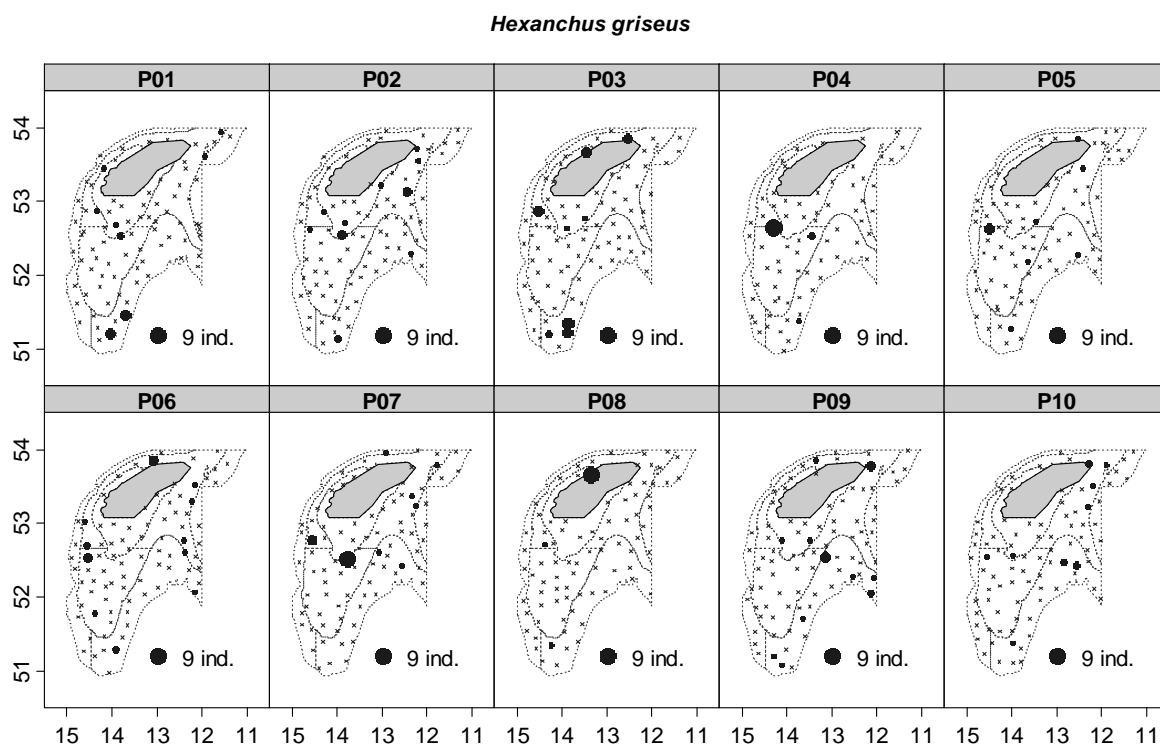 Hexanchus griseus
P01 P02 P03 P04 P05
54
53
52
51
9 ind. 9 ind. 9 ind. 9 ind. 9 ind.
P06 P07 P08 P09 P10
54
53
52
51
9 ind. 9 ind. 9 ind. 9 ind. 9 ind.
15 14 13 12 11 15 14 13 12 11 15 14 13 12 11 15 14 13 12 11 15 14 13 12 11